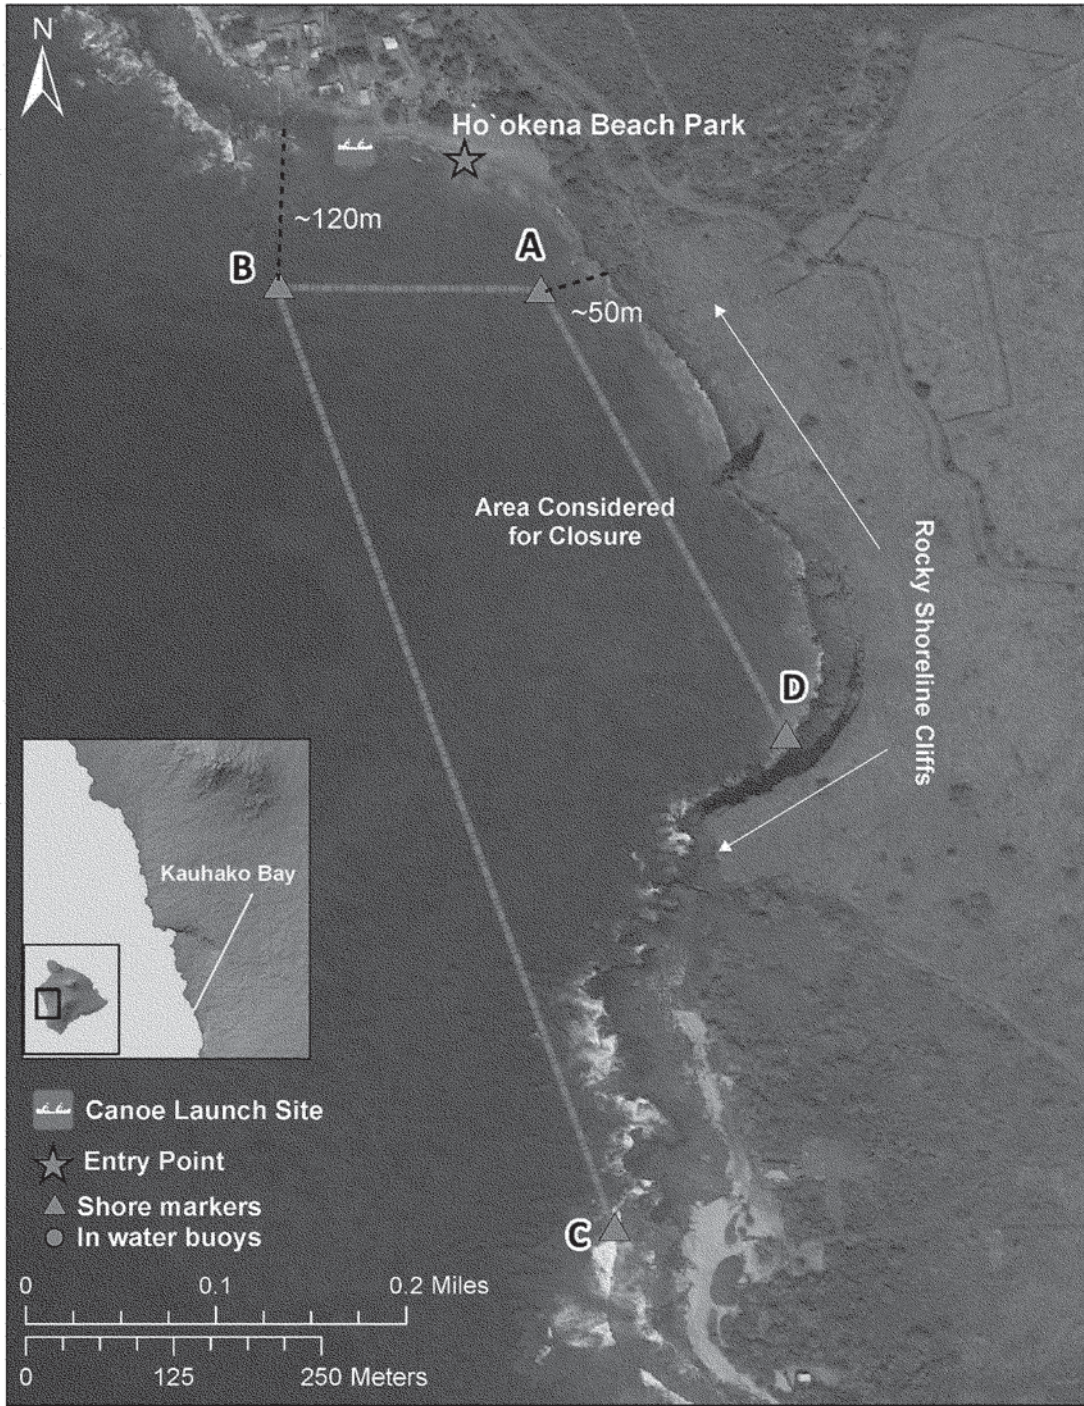 N
Ho`okena Beach Park
~120m
B
A
~50m
Area Considered
for Closure
Rocky Shoreline Cliffs
D
Kauhako Bay
C
Canoe Launch Site
Entry Point
Shore markers
In water buoys
0 0.1 0.2 Miles
0 125 250 Meters